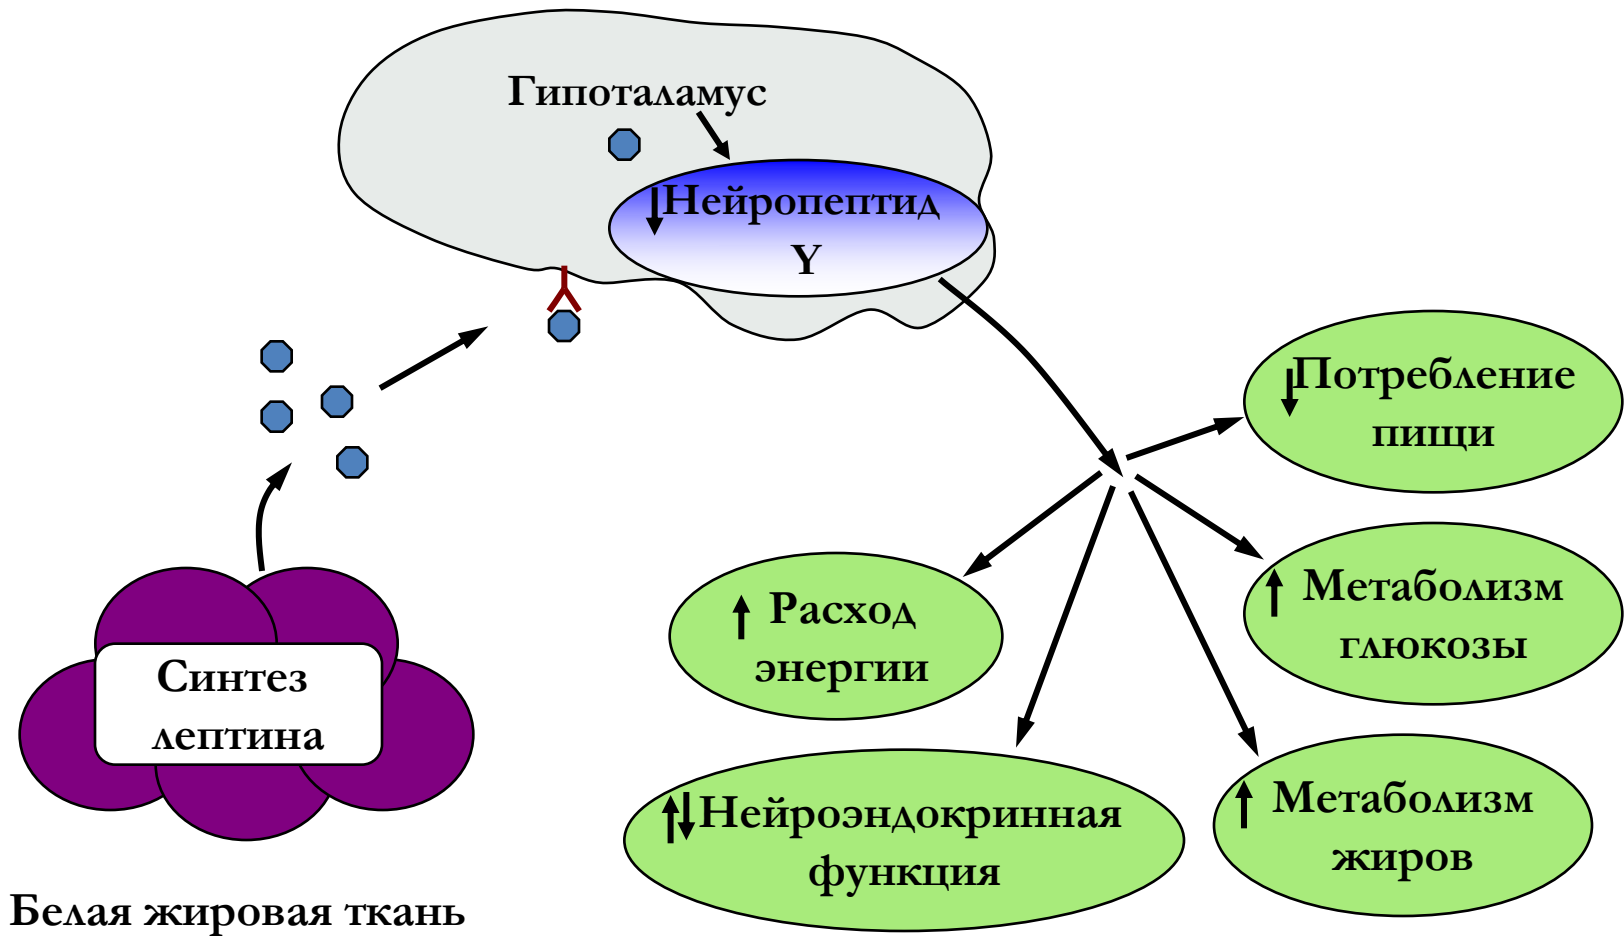 Гипоталамус
↓Нейропептид
Y
↓Потребление
пищи
↑ Метаболизм
глюкозы
↑ Расход
энергии
Синтез
лептина
↑↓Нейроэндокринная
функция
↑ Метаболизм
жиров
Белая жировая ткань